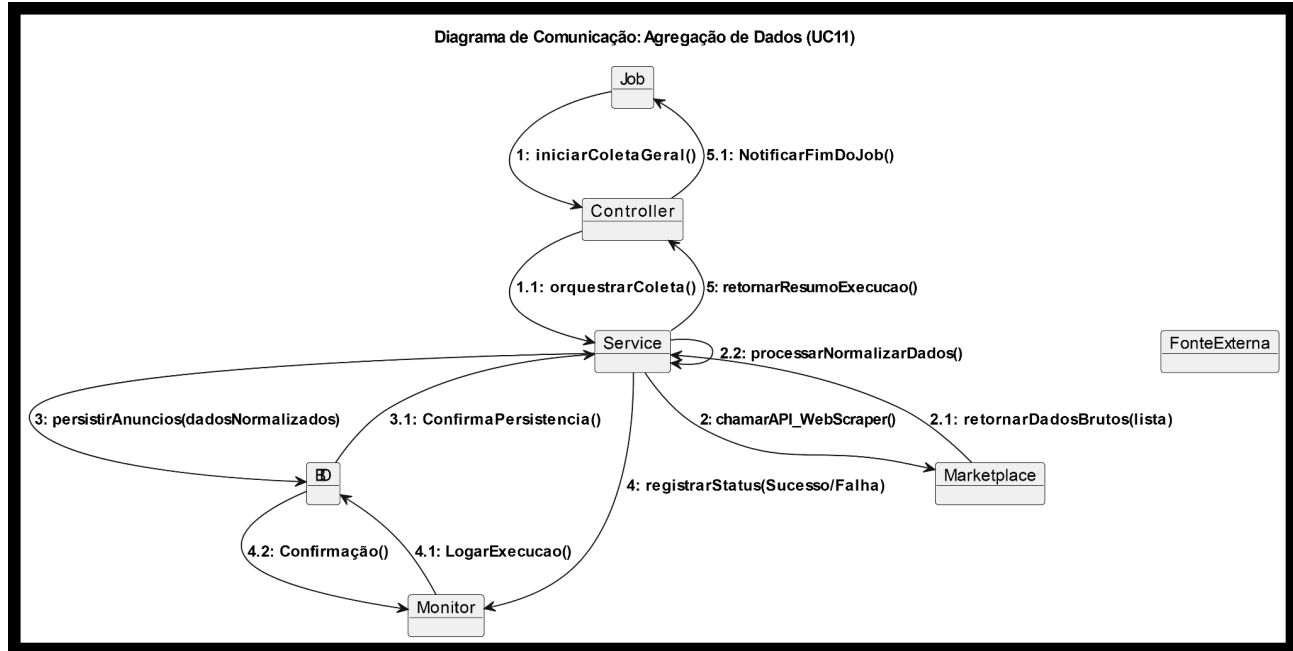 Diagrama de Comunicação: Agregação de Dados (UC11)
Job
1: iniciarColetaGeral()
5.1: NotificarFimDoJob()
Controller
1.1: orquestrarColeta()
5: retornarResumoExecucao()
Service
FonteExterna
2.2: processarNormalizarDados()
3: persistirAnuncios(dadosNormalizados)
3.1: ConfirmaPersistencia()
2: chamarAPI_WebScraper()
2.1: retornarDadosBrutos(lista)
BD
Marketplace
4: registrarStatus(Sucesso/Falha)
4.2: Confirmação()
4.1: LogarExecucao()
Monitor